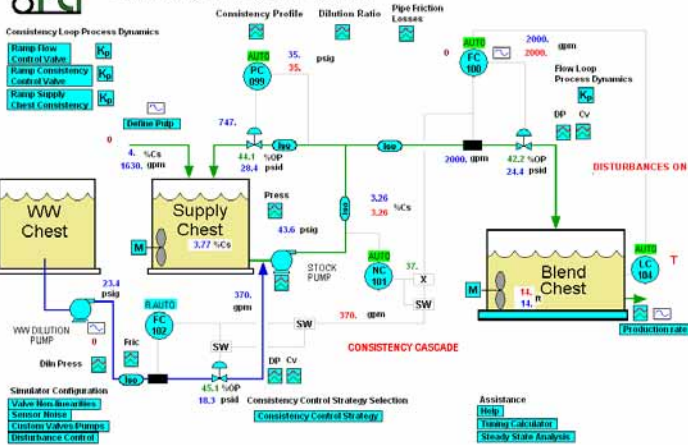 Consistency Profile
Dilution Ratio
Pipe Friction
Losses
Consistency Loop Process Dynamics
Ramp Flow
Control Valve
Kp
Ramp Consistency
Control Valve
Kp
Ramp Supply
Chest Consistency
Kp
Define Pulp
AUTO
PC
099
35. psig
35.
0
AUTO
FC
100
2000. gpm
2000.
Flow Loop
Process Dynamics
Kp
DP Cv
0
4. %Cs
1630. gpm
747.
44.1 %OP
28.4 psid
Iso
Iso
2000. gpm
42.2 %OP
24.4 psid
DISTURBANCES ON
WW
Chest
Supply
Chest
3.77 %Cs
M
Press
43.6 psig
Iso
3.26 %Cs
3.26
STOCK
PUMP
AUTO
NC
101
37.
X
SW
M
Blend
Chest
14. ft
14.
AUTO
LC
104
T
Production rate
23.4
psig
WW DILUTION
PUMP
0
R.AUTO
FC
102
370.
gpm
SW
SW
370. gpm
CONSISTENCY CASCADE
Diln Press
Fric
Iso
45.1 %OP
18.3 psid
DP Cv
Simulator Configuration
Valve Non-linearities
Sensor Noise
Custom Valves/Pumps
Disturbance Control
Consistency Control Strategy Selection
Consistency Control Strategy
Assistance
Help
Tuning Calculator
Steady State Analysis